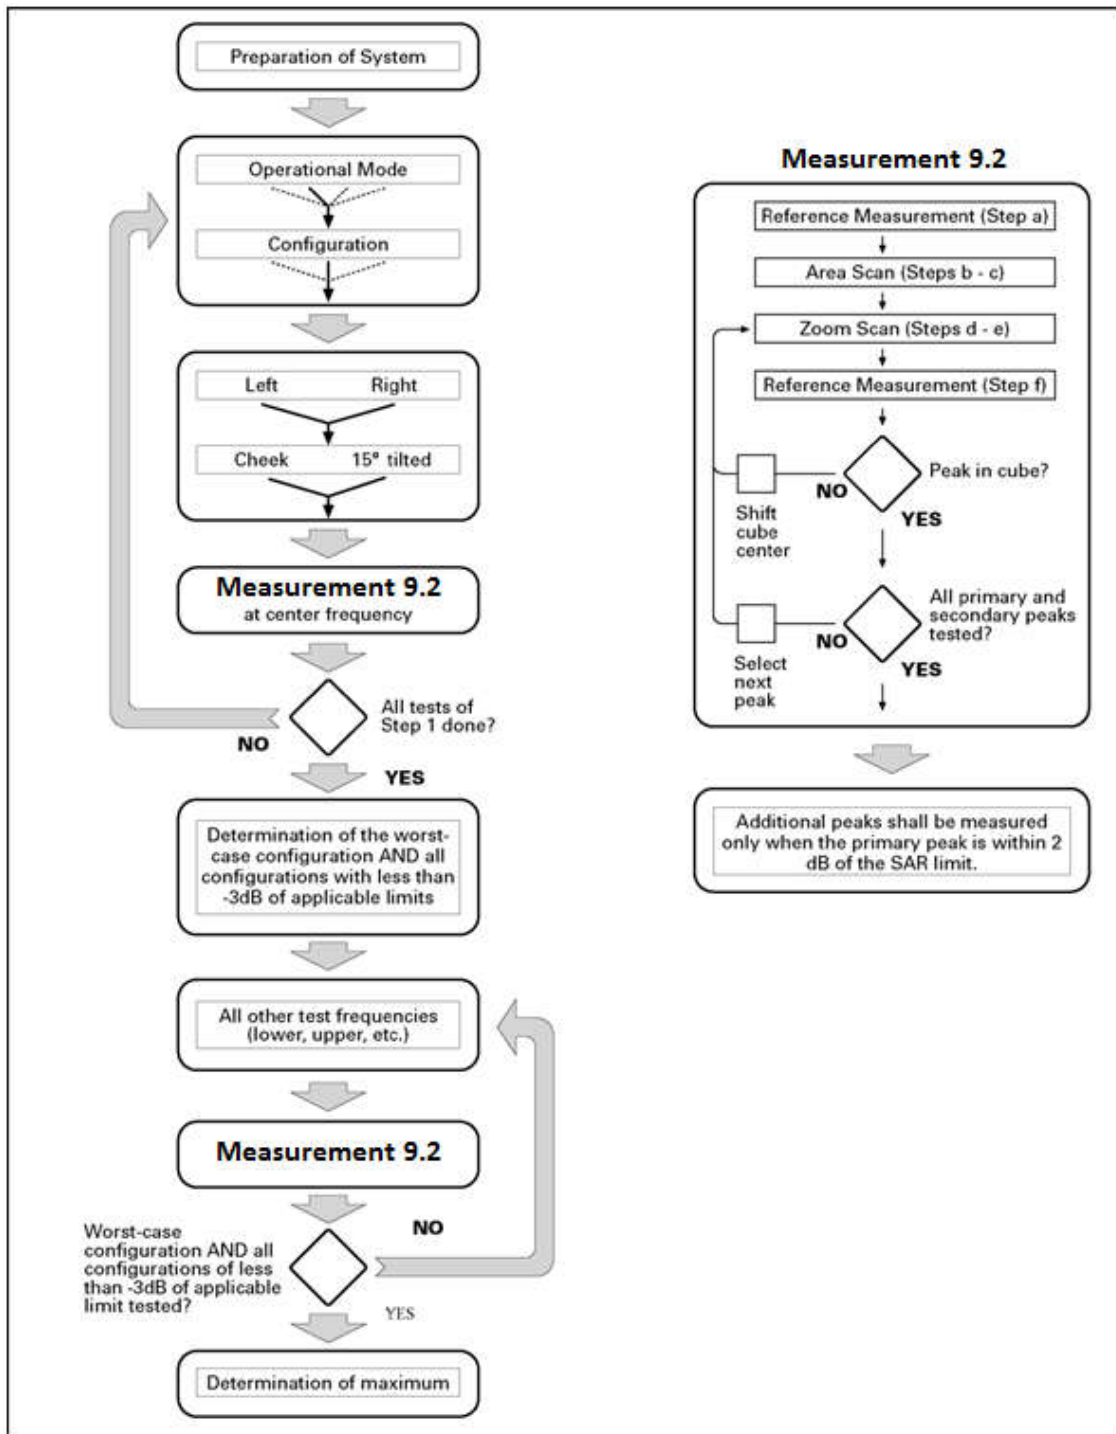 Preparation of System
Operational Mode
Configuration
Left Right
Cheek 15° tilted
Measurement 9.2
at center frequency
All tests of
Step 1 done?
NO
YES
Determination of the worst-
case configuration AND all
configurations with less than
-3dB of applicable limits
All other test frequencies
(lower, upper, etc.)
Measurement 9.2
NO
Worst-case
configuration AND all
configurations of less
than -3dB of applicable
limit tested?
YES
Determination of maximum
Measurement 9.2
Reference Measurement (Step a)
Area Scan (Steps b - c)
Zoom Scan (Steps d - e)
Reference Measurement (Step f)
Peak in cube?
NO
YES
Shift
cube
center
All primary and
secondary peaks
tested?
NO
YES
Select
next
peak
Additional peaks shall be measured
only when the primary peak is within 2
dB of the SAR limit.